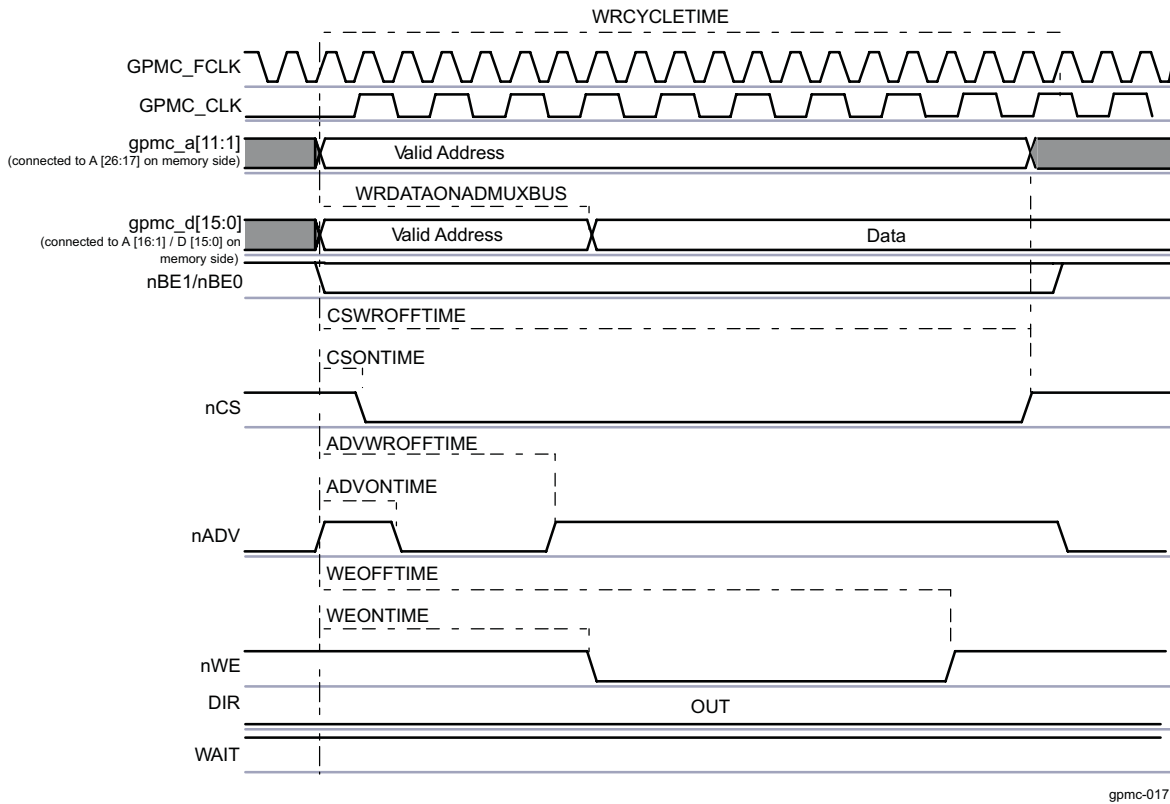 WRCYCLETIME
GPMC_FCLK
GPMC_CLK
gpmc_a[11:1]
(connected to A [26:17] on memory side)
Valid Address
WRDATAONADMUXBUS
gpmc_d[15:0]
(connected to A [16:1] / D [15:0] on
memory side)
Valid Address
Data
nBE1/nBE0
CSWROFFTIME
CSONTIME
nCS
ADVWROFFTIME
ADVONTIME
nADV
WEOFFTIME
WEONTIME
nWE
DIR
OUT
WAIT
gpmc-017